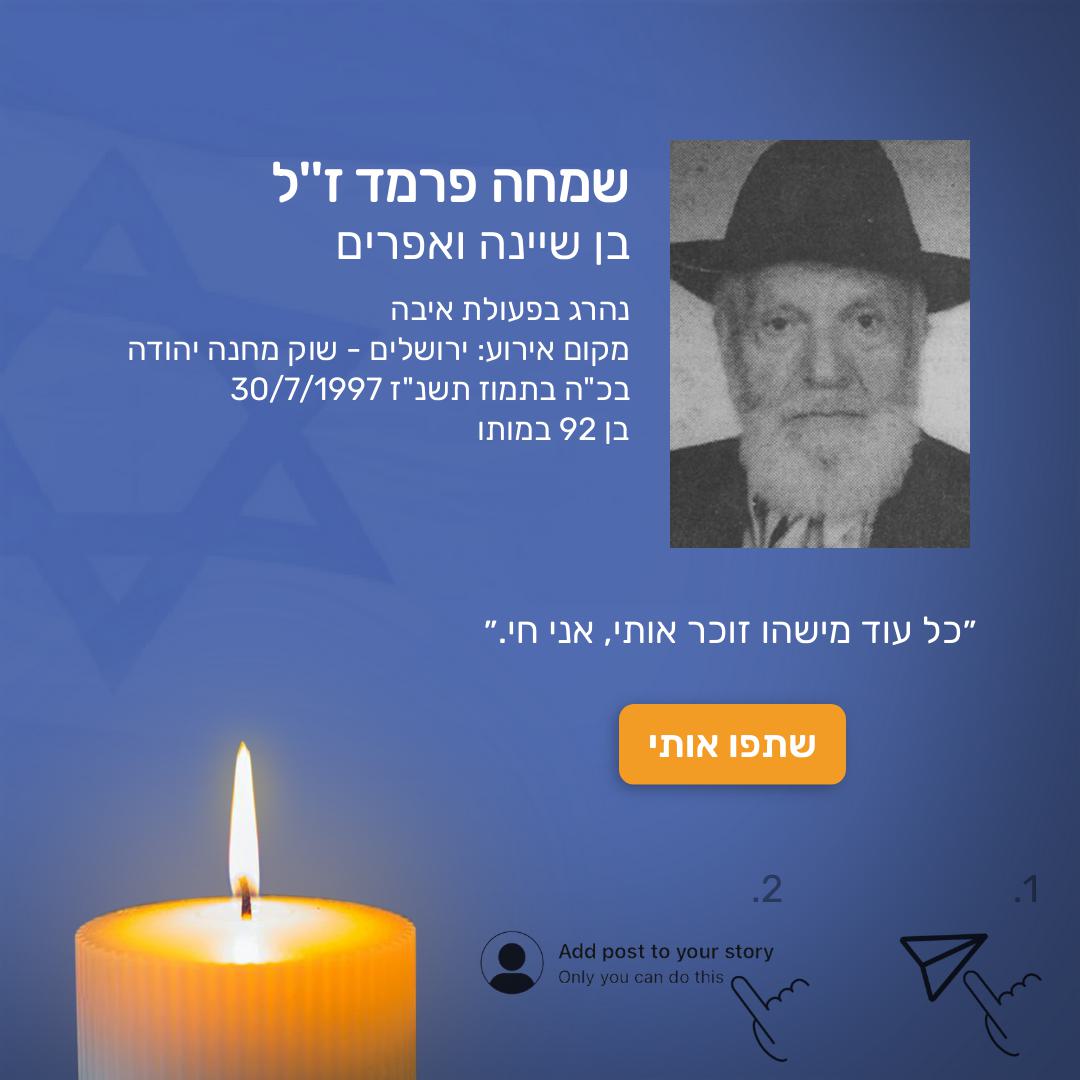 שמחה פרמד ז"ל
בן שיינה ואפרים
נהרג בפעולת איבה
מקום אירוע: ירושלים - שוק מחנה יהודה
בכ"ה בתמוז תשנ"ז 30/7/1997
בן 92 במותו
״כל עוד מישהו זוכר אותי, אני חי.״
שתפו אותי
1.
2.
Add post to your story
Only you can do this